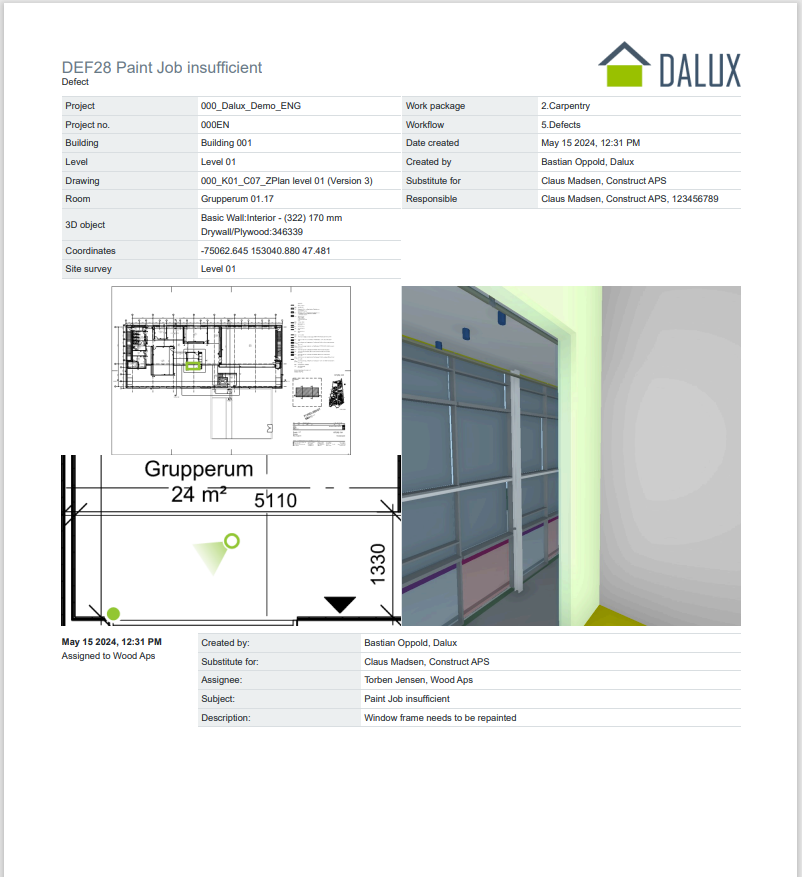 DEF28 Paint Job insufficient
Defect
DALUX
Project 000_Dalux_Demo_ENG Work package 2.Carpentry
Project no. 000EN Workflow 5.Defects
Building Building 001 Date created May 15 2024, 12:31 PM
Level Level 01 Created by Bastian Oppold, Dalux
Drawing 000_K01_C07_ZPlan level 01 (Version 3) Substitute for Claus Madsen, Construct APS
Room Grupperum 01.17 Responsible Claus Madsen, Construct APS, 123456789
3D object Basic Wall:Interior - (322) 170 mm
Drywall/Plywood:346339
Coordinates -75062.645 153040.880 47.481
Site survey Level 01
Grupperum
24 m²
5110
1330
May 15 2024, 12:31 PM
Assigned to Wood Aps
Created by: Bastian Oppold, Dalux
Substitute for: Claus Madsen, Construct APS
Assignee: Torben Jensen, Wood Aps
Subject: Paint Job insufficient
Description: Window frame needs to be repainted